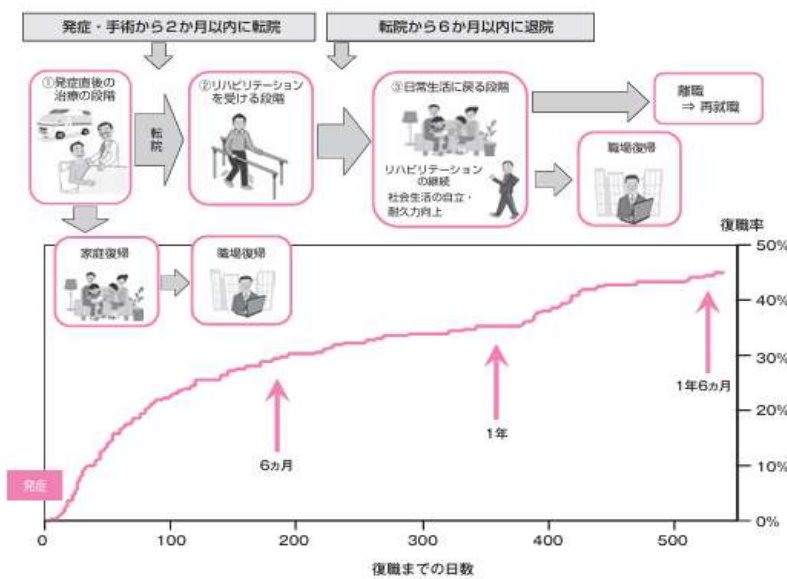 発症・手術から2か月以内に転院
転院から6か月以内に退院
①発症直後の
治療の段階
転院
②リハビリテーション
を受ける段階
③日常生活に戻る段階
リハビリテーション
の継続
社会生活の自立・
耐久力向上
離職
⇒ 再就職
職場復帰
家庭復帰
職場復帰
復職率
50%
40%
30%
20%
10%
0%
発症
6ヵ月
1年
1年6ヵ月
0
100
200
300
400
500
復職までの日数